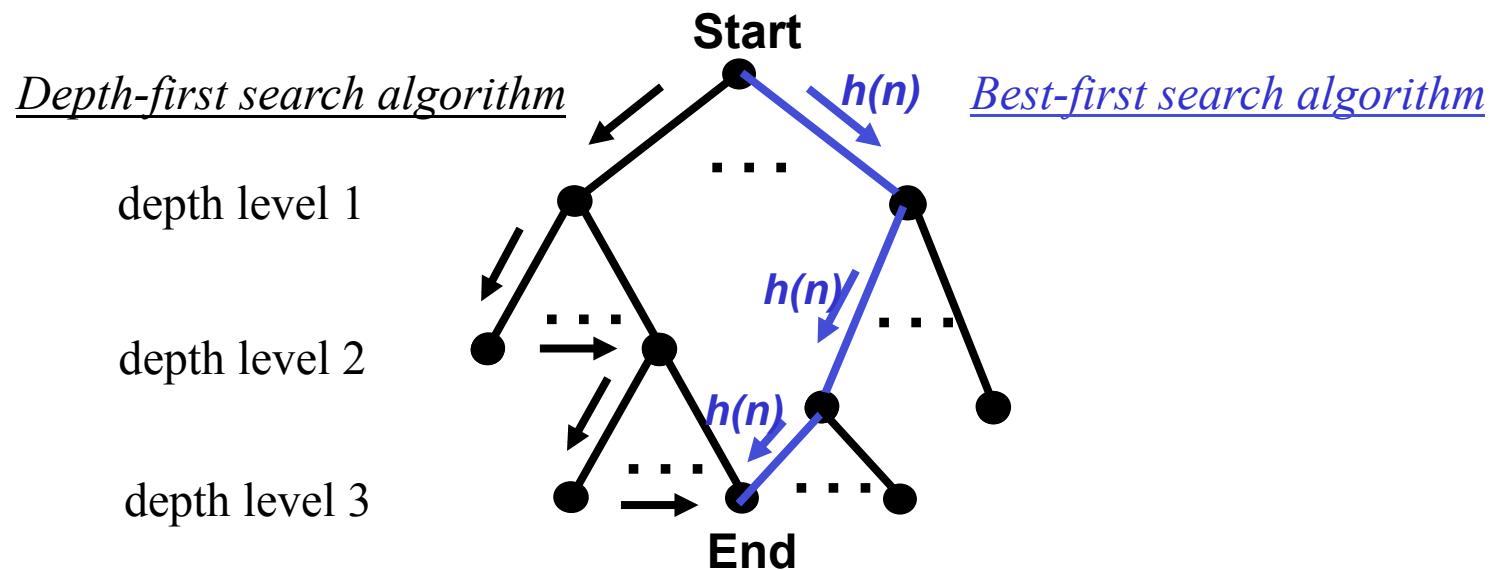 Start
Depth-first search algorithm
h(n)
Best-first search algorithm
. . .
depth level 1
h(n)
. . .
. . .
depth level 2
h(n)
. . .
. . .
depth level 3
End